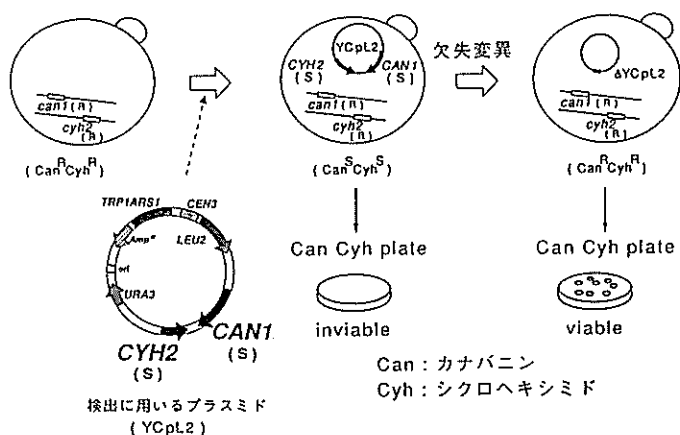 can1(R)
cyh2
(R)
(Can^R Cyh^R)
YCpL2
CYH2
(S)
CAN1
(S)
can1(R)
cyh2
(R)
(Can^S Cyh^S)
欠失変異
ΔYCpL2
can1(R)
cyh2
(R)
(Can^R Cyh^R)
TRP1ARS1
CEN3
Amp^R
LEU2
ori
URA3
CYH2
(S)
CAN1
(S)
検出に用いるプラスミド
(YCpL2)
Can Cyh plate
inviable
Can Cyh plate
viable
Can:カナバニン
Cyh:シクロヘキシミド